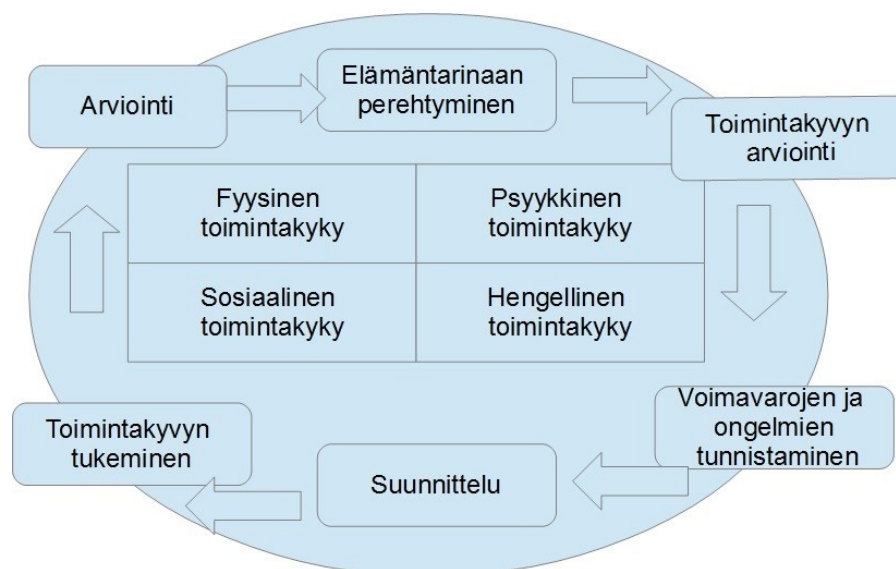 Arviointi
Elämäntarinaan
perehtyminen
Toimintakyvyn
arviointi
Fyysinen
toimintakyky
Psyykkinen
toimintakyky
Sosiaalinen
toimintakyky
Hengellinen
toimintakyky
Voimavarojen ja
ongelmien
tunnistaminen
Suunnittelu
Toimintakyvyn
tukeminen